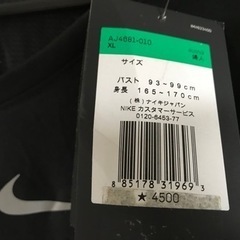 AJ4881-010
XL
サイズ
バスト 93~99cm
身長 165~170cm
(株)ナイキジャパン
NIKE カスタマーサービス
0120-6453-77
8 85178 31969 3
★4500